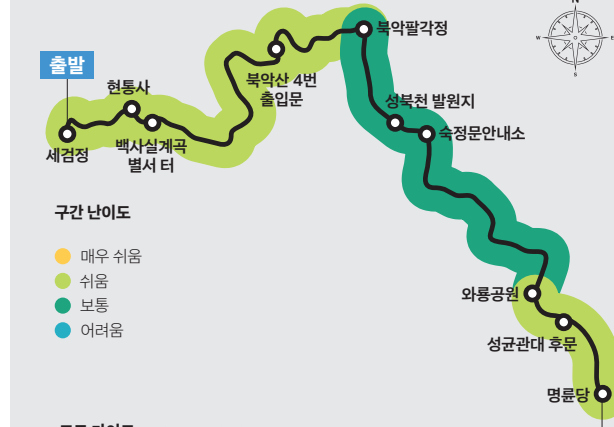 N
W
E
S
출발
현통사
세검정
백사실계곡
별서 터
북악산 4번
출입문
북악팔각정
성북천 발원지
숙정문안내소
구간 난이도
매우 쉬움
쉬움
보통
어려움
와룡공원
성균관대 후문
명륜당